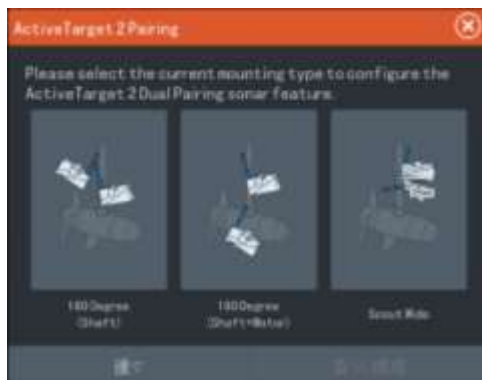 ActiveTarget 2 Pairing
Please select the current mounting type to configure the
ActiveTarget 2 Dual Pairing sonar feature.
180 Degree
(Shaft)
180 Degree
(Shaft+Motor)
Scout Wide